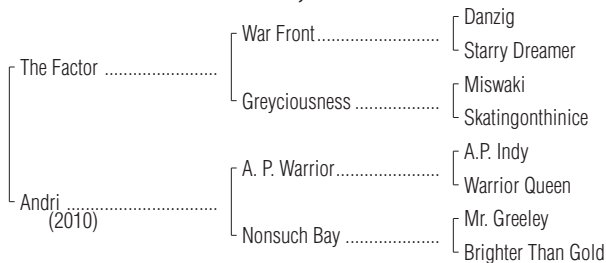 Danzig
War Front....................
Starry Dreamer
The Factor ......................
Miswaki
Greyciousness ................
Skatingonthinice
A.P. Indy
A. P. Warrior.................
Warrior Queen
Andri .............................
(2010)
Mr. Greeley
Nonsuch Bay .................
Brighter Than Gold